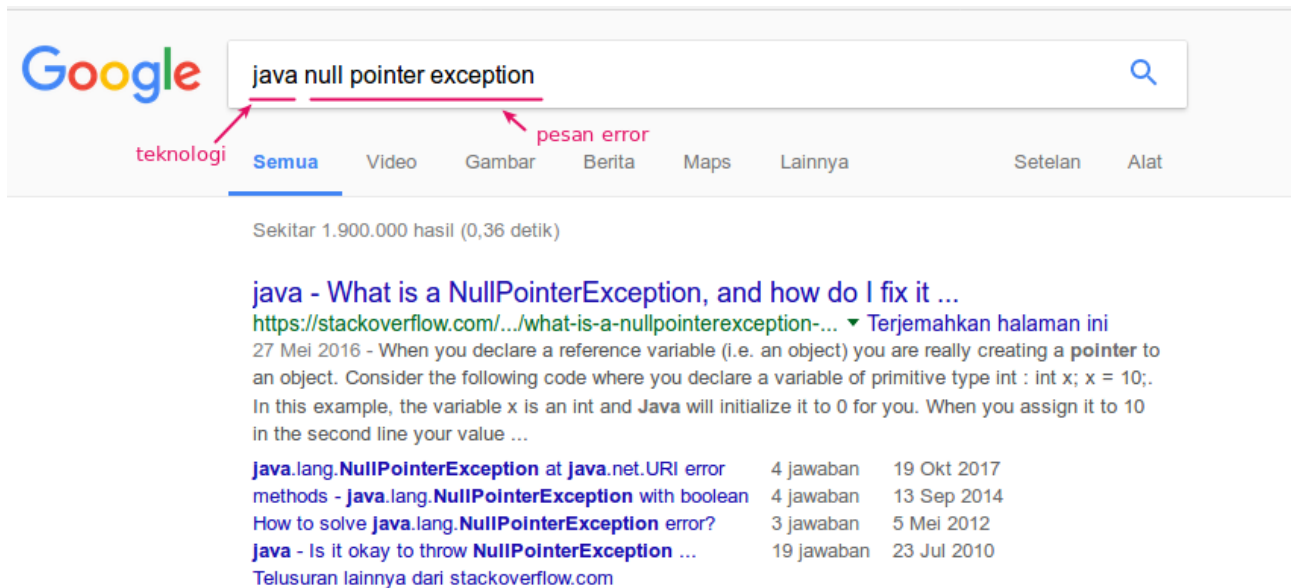 Google
java null pointer exception
teknologi
pesan error
Semua Video Gambar Berita Maps Lainnya Setelan Alat
Sekitar 1.900.000 hasil (0,36 detik)
java - What is a NullPointerException, and how do I fix it ...
https://stackoverflow.com/.../what-is-a-nullpointerexception-... ▼ Terjemahkan halaman ini
27 Mei 2016 - When you declare a reference variable (i.e. an object) you are really creating a pointer to
an object. Consider the following code where you declare a variable of primitive type int : int x; x = 10;.
In this example, the variable x is an int and Java will initialize it to 0 for you. When you assign it to 10
in the second line your value ...
java.lang.NullPointerException at java.net.URI error 4 jawaban 19 Okt 2017
methods - java.lang.NullPointerException with boolean 4 jawaban 13 Sep 2014
How to solve java.lang.NullPointerException error? 3 jawaban 5 Mei 2012
java - Is it okay to throw NullPointerException ... 19 jawaban 23 Jul 2010
Telusuran lainnya dari stackoverflow.com